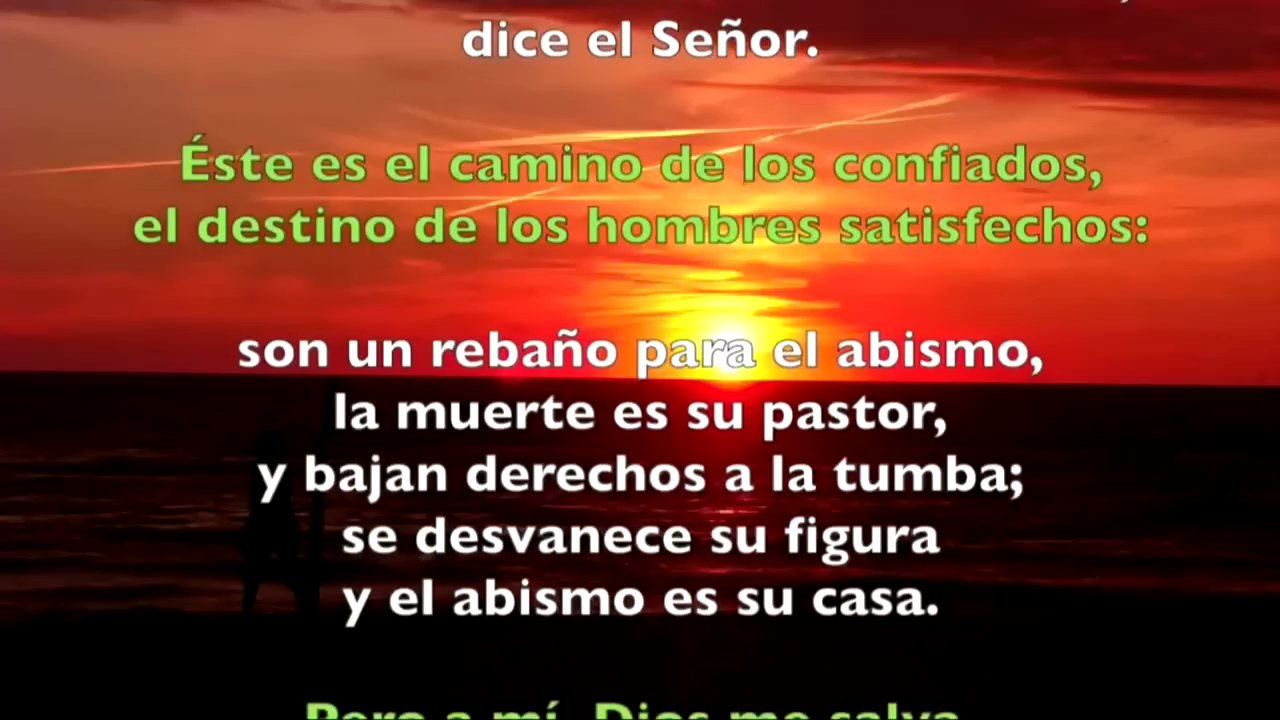 dice el Señor.
Éste es el camino de los confiados,
el destino de los hombres satisfechos:
son un rebaño para el abismo,
la muerte es su pastor,
y bajan derechos a la tumba;
se desvanece su figura
y el abismo es su casa.
Pero a mí, Dios me salva